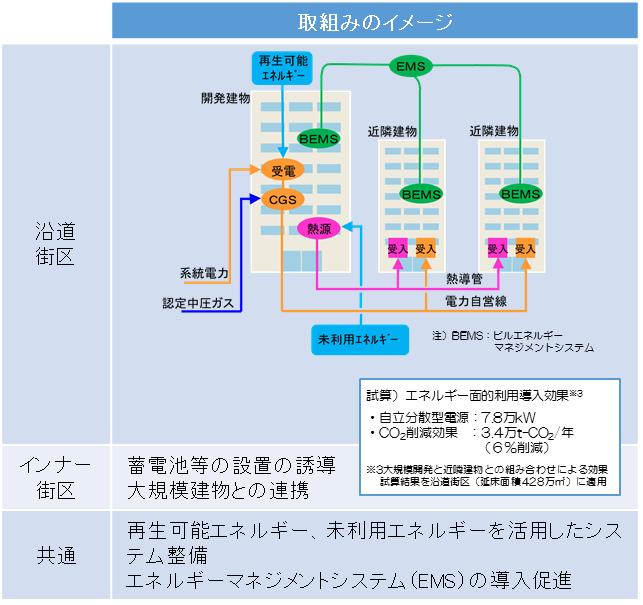 取組みのイメージ
沿道
街区
再生可能
エネルギー
EMS
開発建物
近隣建物
近隣建物
BEMS
受電
BEMS
BEMS
CGS
熱源
受入
受入
受入
受入
系統電力
熱導管
認定中圧ガス
電力自営線
未利用エネルギー
注）BEMS：ビルエネルギー
マネジメントシステム
試算）エネルギー面的利用導入効果※3
・自立分散型電源：7.8万kW
・CO2削減効果　：3.4万t-CO2/年
（6%削減）
※3大規模開発と近隣建物との組み合わせによる効果
試算結果を沿道街区（延床面積428万㎡）に適用
インナー
街区
蓄電池等の設置の誘導
大規模建物との連携
共通
再生可能エネルギー、未利用エネルギーを活用したシス
テム整備
エネルギーマネジメントシステム（EMS）の導入促進